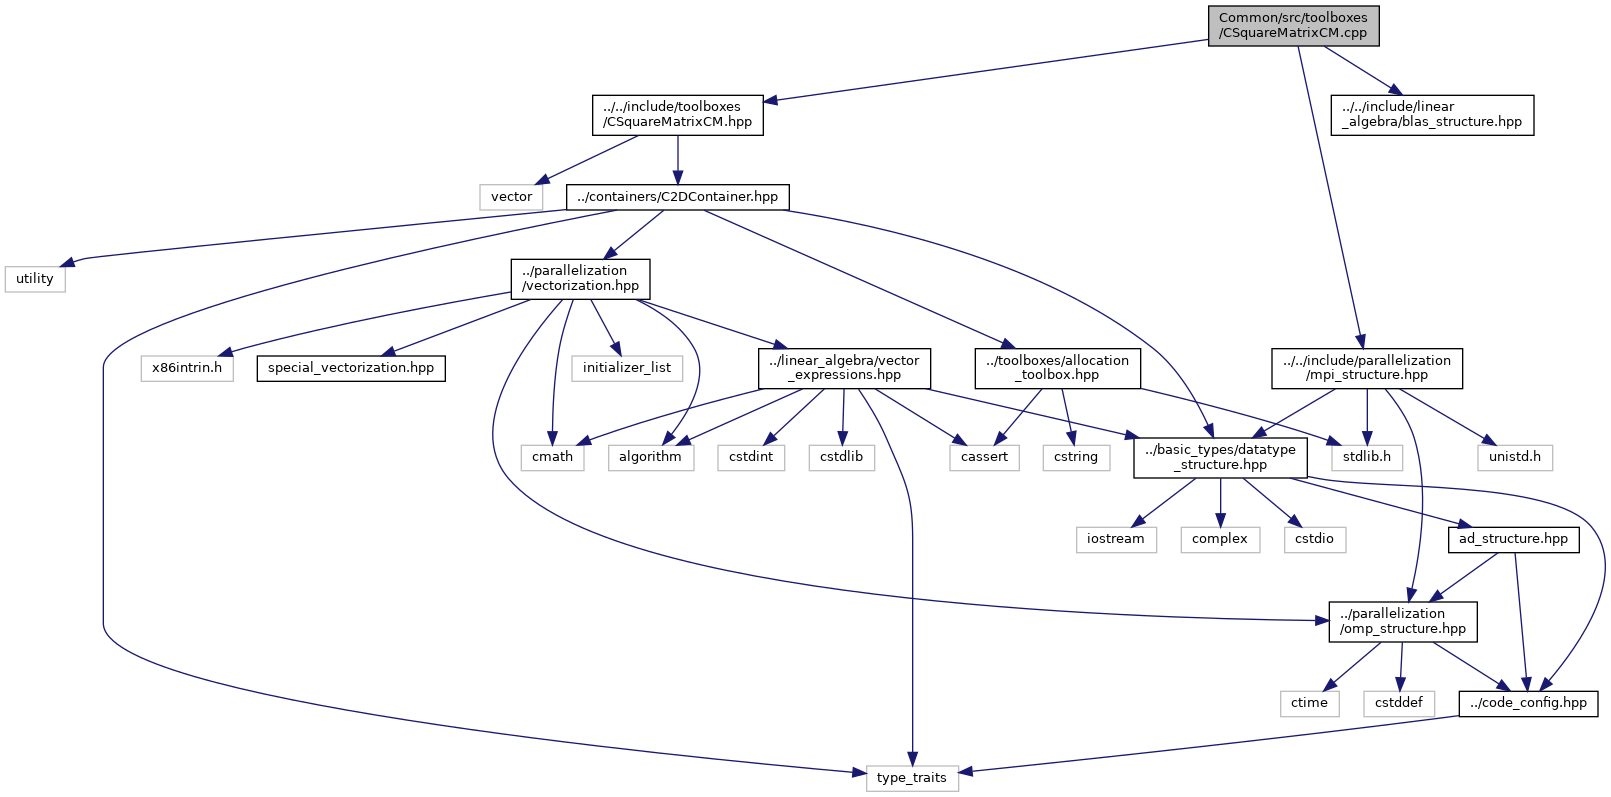 Common/src/toolboxes
/CSquareMatrixCM.cpp
../../include/toolboxes
/CSquareMatrixCM.hpp
../../include/linear
_algebra/blas_structure.hpp
vector
../containers/C2DContainer.hpp
utility
../parallelization
/vectorization.hpp
x86intrin.h
special_vectorization.hpp
initializer_list
../linear_algebra/vector
_expressions.hpp
../toolboxes/allocation
_toolbox.hpp
../../include/parallelization
/mpi_structure.hpp
cmath
algorithm
cstdint
cstdlib
cassert
cstring
../basic_types/datatype
_structure.hpp
stdlib.h
unistd.h
iostream
complex
cstdio
ad_structure.hpp
../parallelization
/omp_structure.hpp
ctime
cstddef
../code_config.hpp
type_traits